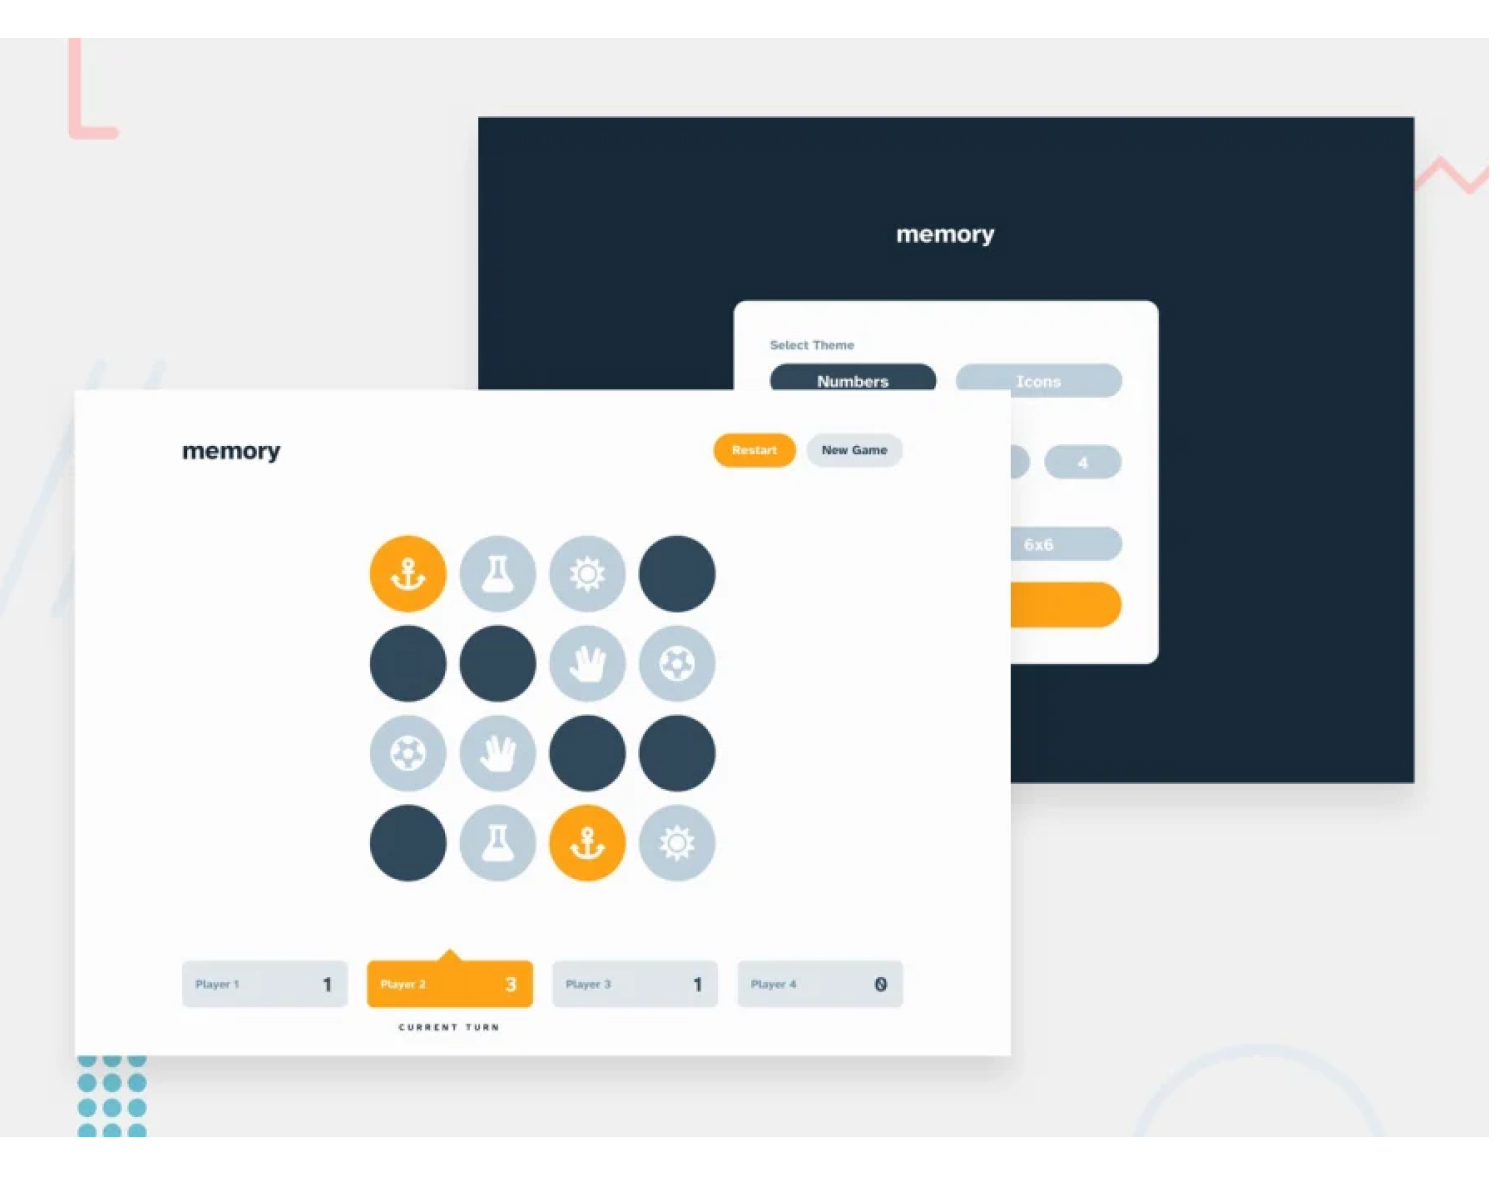 memory
Select Theme
Numbers Icons
4
6x6
memory
Restart New Game
Player 1 1
Player 2 3
Player 3 1
Player 4 0
CURRENT TURN